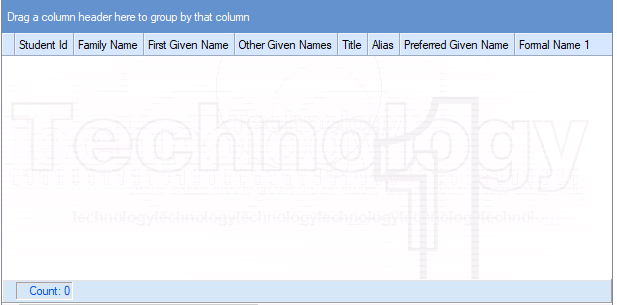 Drag a column header here to group by that column
Student Id Family Name First Given Name Other Given Names Title Alias Preferred Given Name Formal Name 1
Technology
1
technologytechnologytechnologytechnologytechnologytechnol
Count: 0